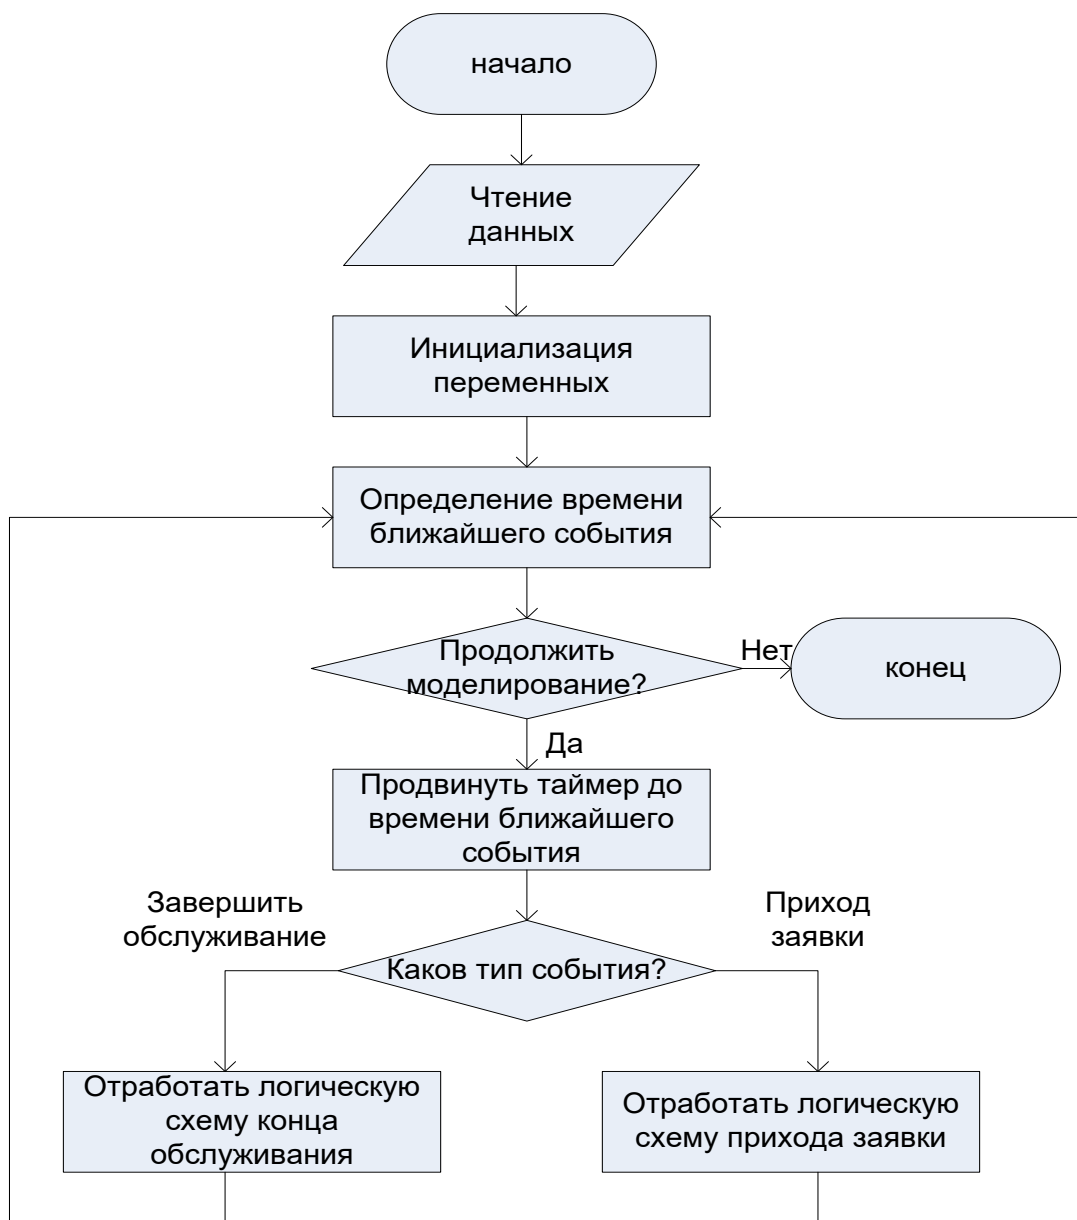 начало
Чтение
данных
Инициализация
переменных
Определение времени
ближайшего события
Продолжить
моделирование?
Нет
конец
Да
Продвинуть таймер до
времени ближайшего
события
Завершить
обслуживание
Приход
заявки
Каков тип события?
Отработать логическую
схему конца
обслуживания
Отработать логическую
схему прихода заявки